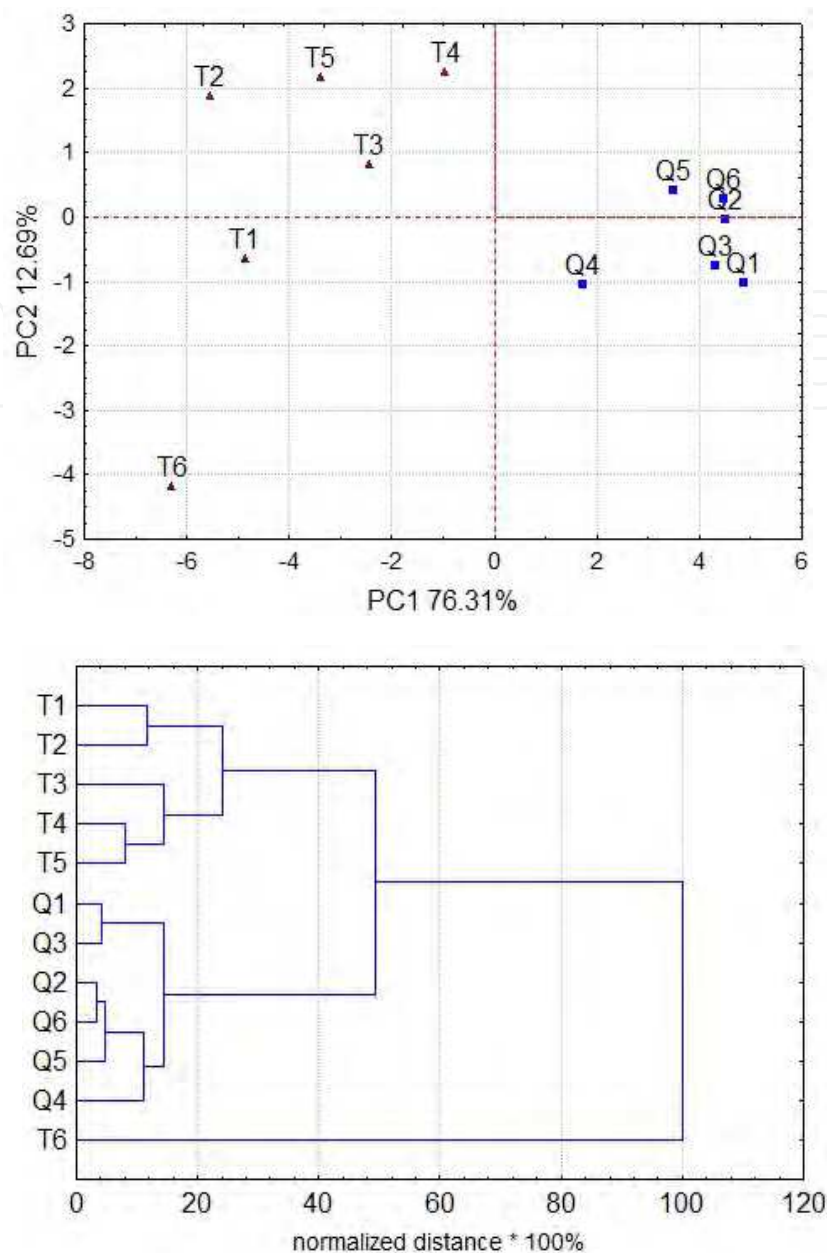 3
T4
T5
T2
2
T3
1
Q5
Q6
Q2
0
T1
Q3
Q4
Q1
-1
-2
-3
T6
-4
-5
PC2 12.69%
-8 -6 -4 -2 0 2 4 6
PC1 76.31%
T1
T2
T3
T4
T5
Q1
Q3
Q2
Q6
Q5
Q4
T6
0 20 40 60 80 100 120
normalized distance * 100%